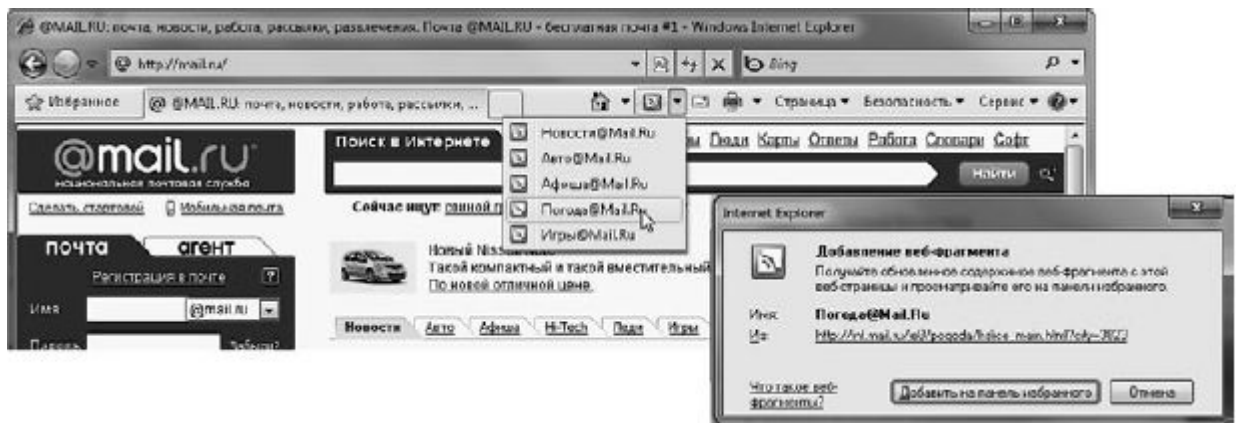 @MAIL.RU: почта, новости, работа, рассылки, развлечения. Почта @MAIL.RU - бесплатная почта #1 - Windows Internet Explorer
http://mail.ru/
Bing
Избранное
@MAIL.RU: почта, новости, работа, рассылки, ...
Страница
Безопасность
Сервис
@mail.ru
национальная почтовая служба
Поиск в Интернете
Люди Карты Ответы Работа Словари Софт
Найти
Новости@Mail.Ru
Авто@Mail.Ru
Афиша@Mail.Ru
Погода@Mail.Ru
Игры@Mail.Ru
Сделать стартовой
Мобильная почта
Сейчас ищут
почта
агент
Регистрация в почте
?
Имя
@mail.ru
Пароль
Забыли?
Новый Nissan
Такой компактный и такой вместительный
По новой отличной цене.
Новости Авто Афиша Hi-Tech Леди Игры
Internet Explorer
Добавление веб-фрагмента
Получайте обновленное содержимое веб-фрагмента с этой
веб-страницы и просматривайте его на панели избранного.
Имя: Погода@Mail.Ru
Из:
Что такое веб-
фрагменты?
Добавить на панель избранного
Отмена